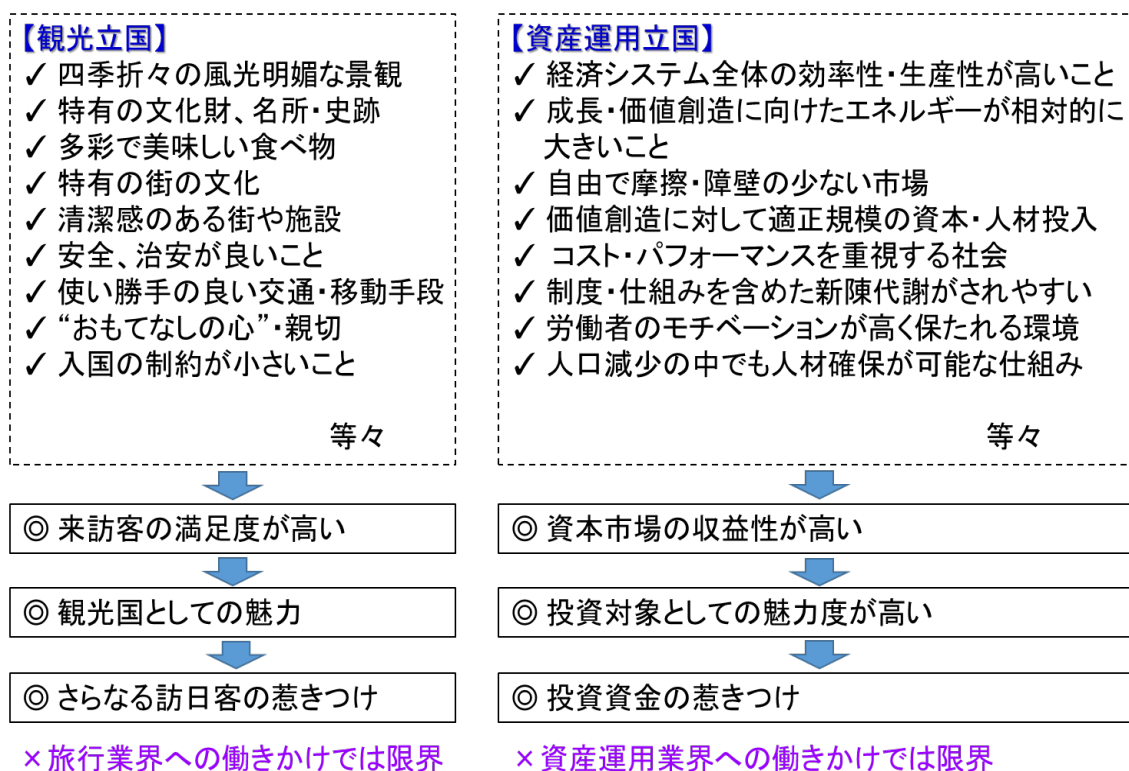 【観光立国】
✓ 四季折々の風光明媚な景観
✓ 特有の文化財、名所・史跡
✓ 多彩で美味しい食べ物
✓ 特有の街の文化
✓ 清潔感のある街や施設
✓ 安全、治安が良いこと
✓ 使い勝手の良い交通・移動手段
✓ “おもてなしの心”・親切
✓ 入国の制約が小さいこと
等々
◎ 来訪客の満足度が高い
◎ 観光国としての魅力
◎ さらなる訪日客の惹きつけ
×旅行業界への働きかけでは限界
【資産運用立国】
✓ 経済システム全体の効率性・生産性が高いこと
✓ 成長・価値創造に向けたエネルギーが相対的に
大きいこと
✓ 自由で摩擦・障壁の少ない市場
✓ 価値創造に対して適正規模の資本・人材投入
✓ コスト・パフォーマンスを重視する社会
✓ 制度・仕組みを含めた新陳代謝がされやすい
✓ 労働者のモチベーションが高く保たれる環境
✓ 人口減少の中でも人材確保が可能な仕組み
等々
◎ 資本市場の収益性が高い
◎ 投資対象としての魅力度が高い
◎ 投資資金の惹きつけ
×資産運用業界への働きかけでは限界